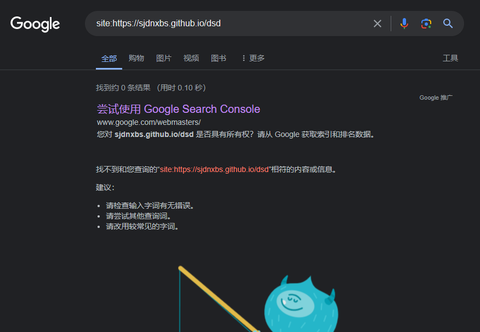 Google
site:https://sjdnxbs.github.io/dsd
全部 购物 图片 视频 图书 ⋮ 更多 工具
找到约 0 条结果 （用时 0.10 秒）
尝试使用 Google Search Console
Google 推广
www.google.com/webmasters/
您对 sjdnxbs.github.io/dsd 是否具有所有权？请从 Google 获取索引和排名数据。
找不到和您查询的“site:https://sjdnxbs.github.io/dsd”相符的内容或信息。
建议：
• 请检查输入字词有无错误。
• 请尝试其他查询词。
• 请改用较常见的字词。